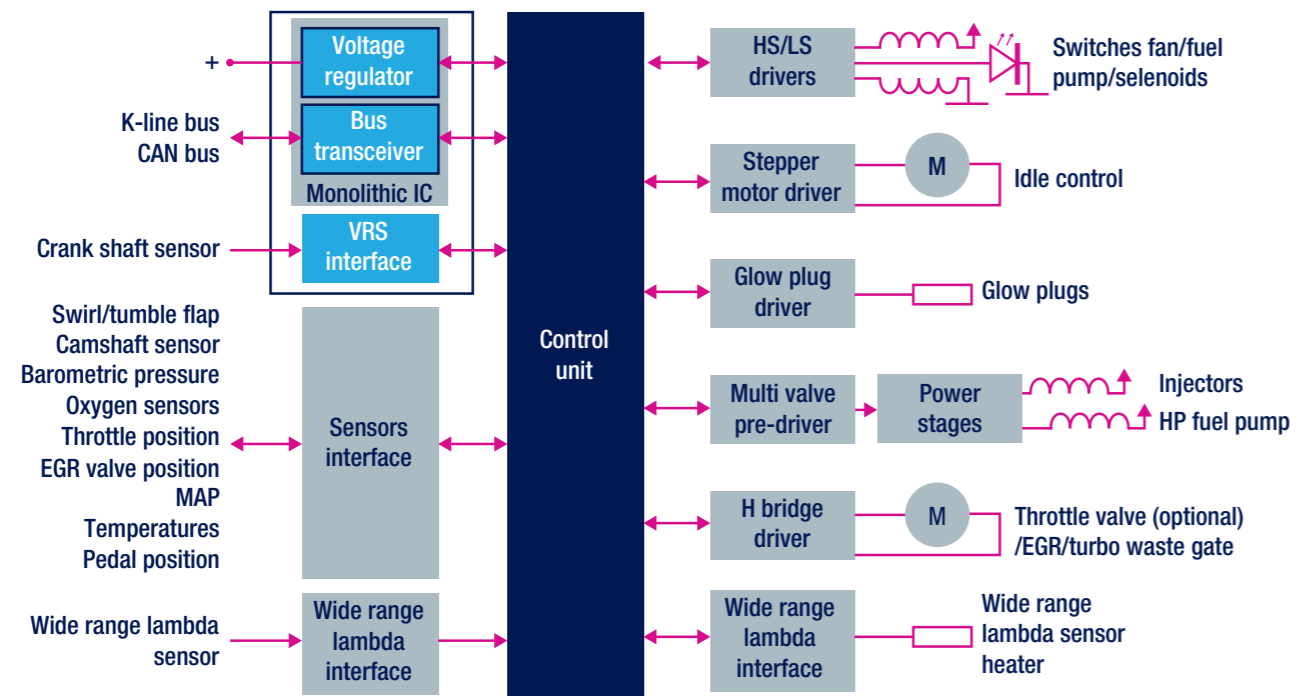 +
Voltage
regulator
K-line bus
CAN bus
Bus
transceiver
Monolithic IC
Crank shaft sensor
VRS
interface
Swirl/tumble flap
Camshaft sensor
Barometric pressure
Oxygen sensors
Throttle position
EGR valve position
MAP
Temperatures
Pedal position
Sensors
interface
Wide range lambda
sensor
Wide range
lambda
interface
Control
unit
HS/LS
drivers
Switches fan/fuel
pump/selenoids
Stepper
motor driver
M
Idle control
Glow plug
driver
Glow plugs
Multi valve
pre-driver
Power
stages
Injectors
HP fuel pump
H bridge
driver
M
Throttle valve (optional)
/EGR/turbo waste gate
Wide range
lambda
interface
Wide range
lambda sensor
heater